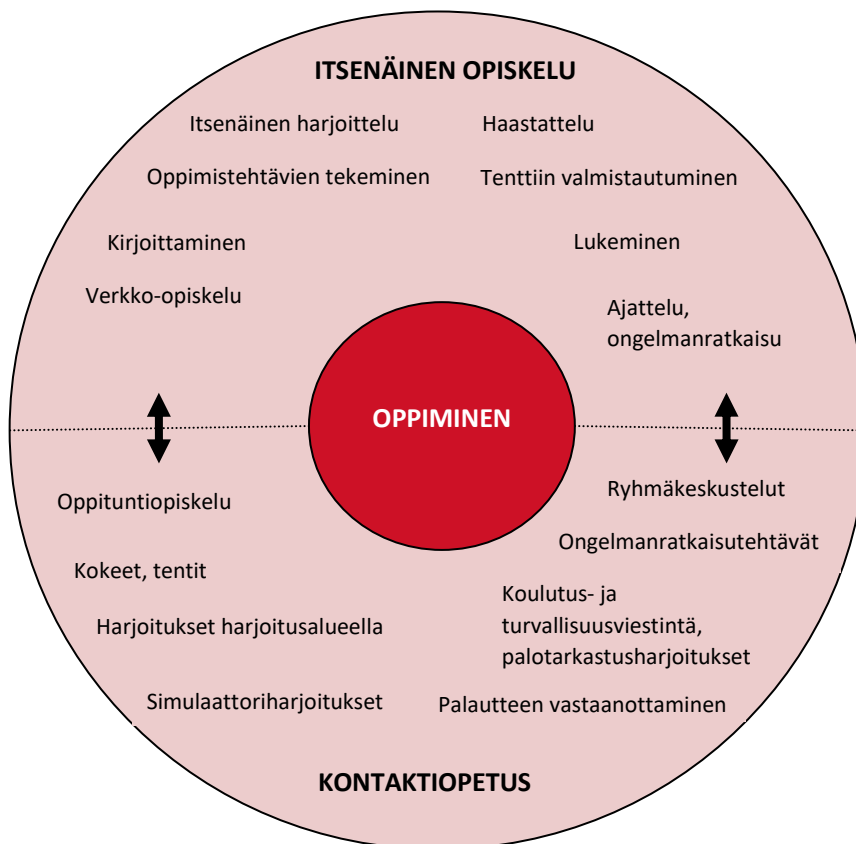 ITSENÄINEN OPISKELU
Itsenäinen harjoittelu
Haastattelu
Oppimistehtävien tekeminen
Tenttiin valmistautuminen
Kirjoittaminen
Lukeminen
Verkko-opiskelu
Ajattelu,
ongelmanratkaisu
OPPIMINEN
Oppituntiopiskelu
Ryhmäkeskustelut
Ongelmanratkaisutehtävät
Kokeet, tentit
Harjoitukset harjoitusalueella
Koulutus- ja
turvallisuusviestintä,
palotarkastusharjoitukset
Simulaattoriharjoitukset
Palautteen vastaanottaminen
KONTAKTIOPETUS